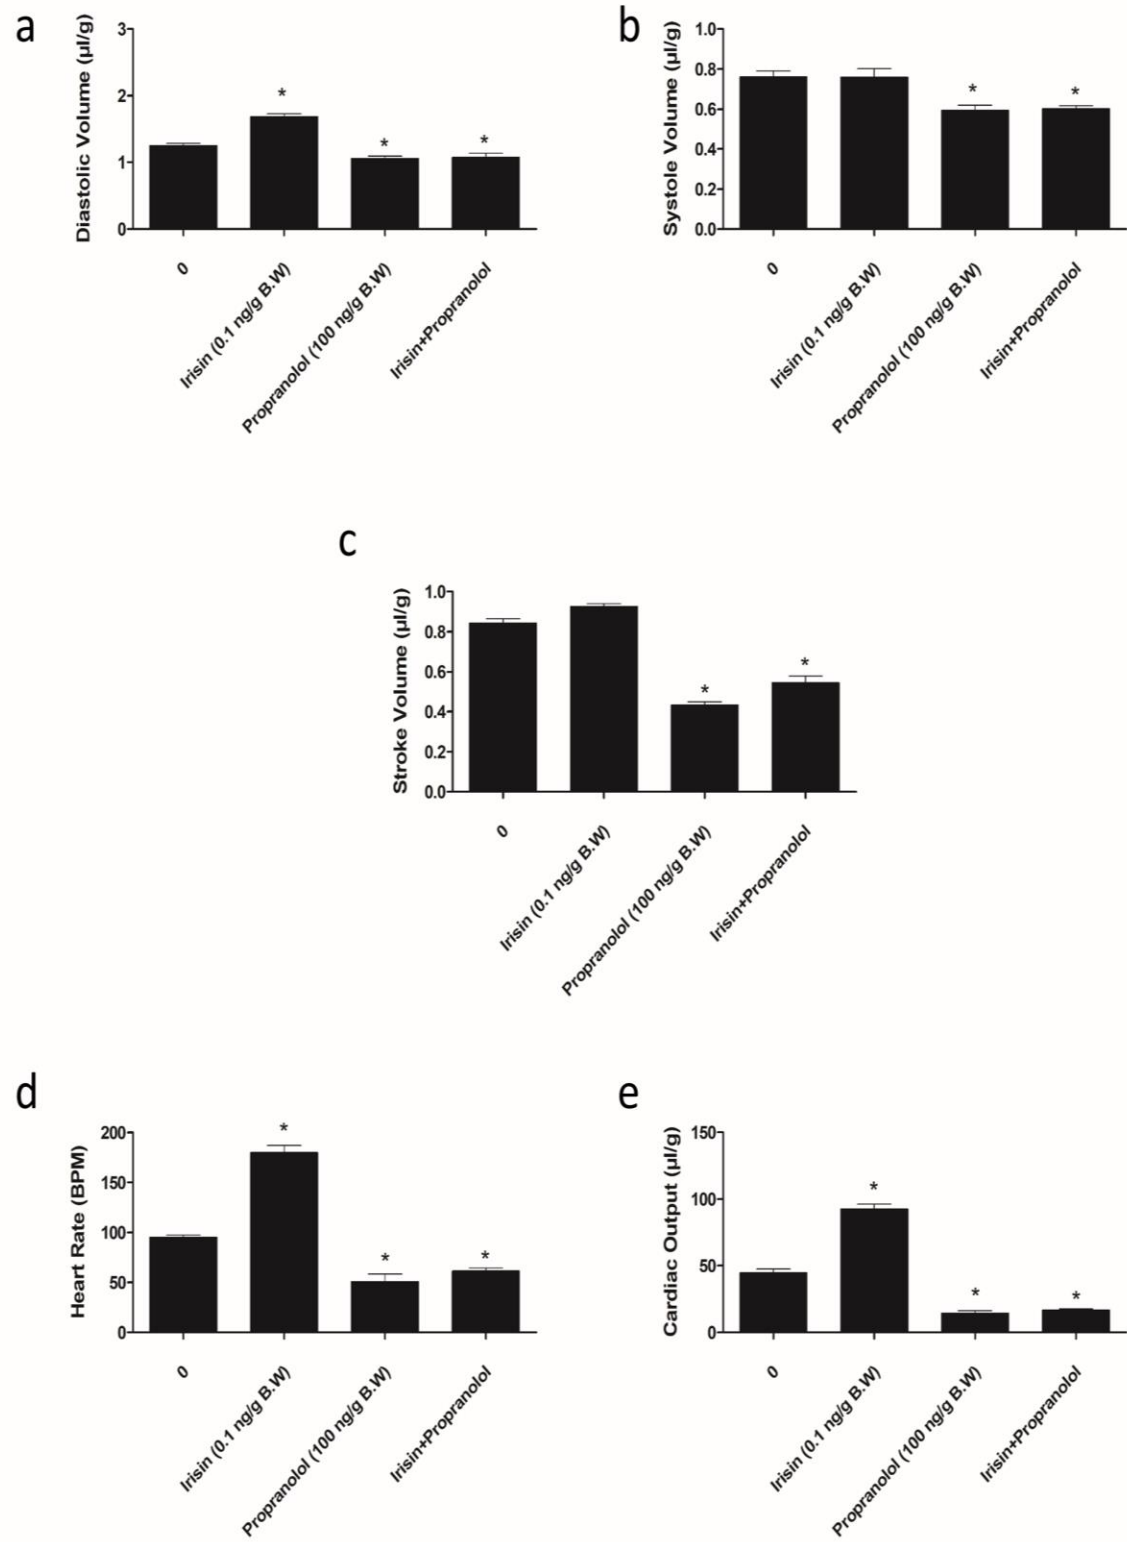 a
Diastolic Volume (µl/g)
3
2
1
0
*
*
*
0
Irisin (0.1 ng/g B.W)
Propranolol (100 ng/g B.W)
Irisin+Propranolol
b
Systole Volume (µl/g)
1.0
0.8
0.6
0.4
0.2
0.0
*
*
0
Irisin (0.1 ng/g B.W)
Propranolol (100 ng/g B.W)
Irisin+Propranolol
c
Stroke Volume (µl/g)
1.0
0.8
0.6
0.4
0.2
0.0
*
*
0
Irisin (0.1 ng/g B.W)
Propranolol (100 ng/g B.W)
Irisin+Propranolol
d
Heart Rate (BPM)
200
150
100
50
0
*
*
*
0
Irisin (0.1 ng/g B.W)
Propranolol (100 ng/g B.W)
Irisin+Propranolol
e
Cardiac Output (µl/g)
150
100
50
0
*
*
*
0
Irisin (0.1 ng/g B.W)
Propranolol (100 ng/g B.W)
Irisin+Propranolol